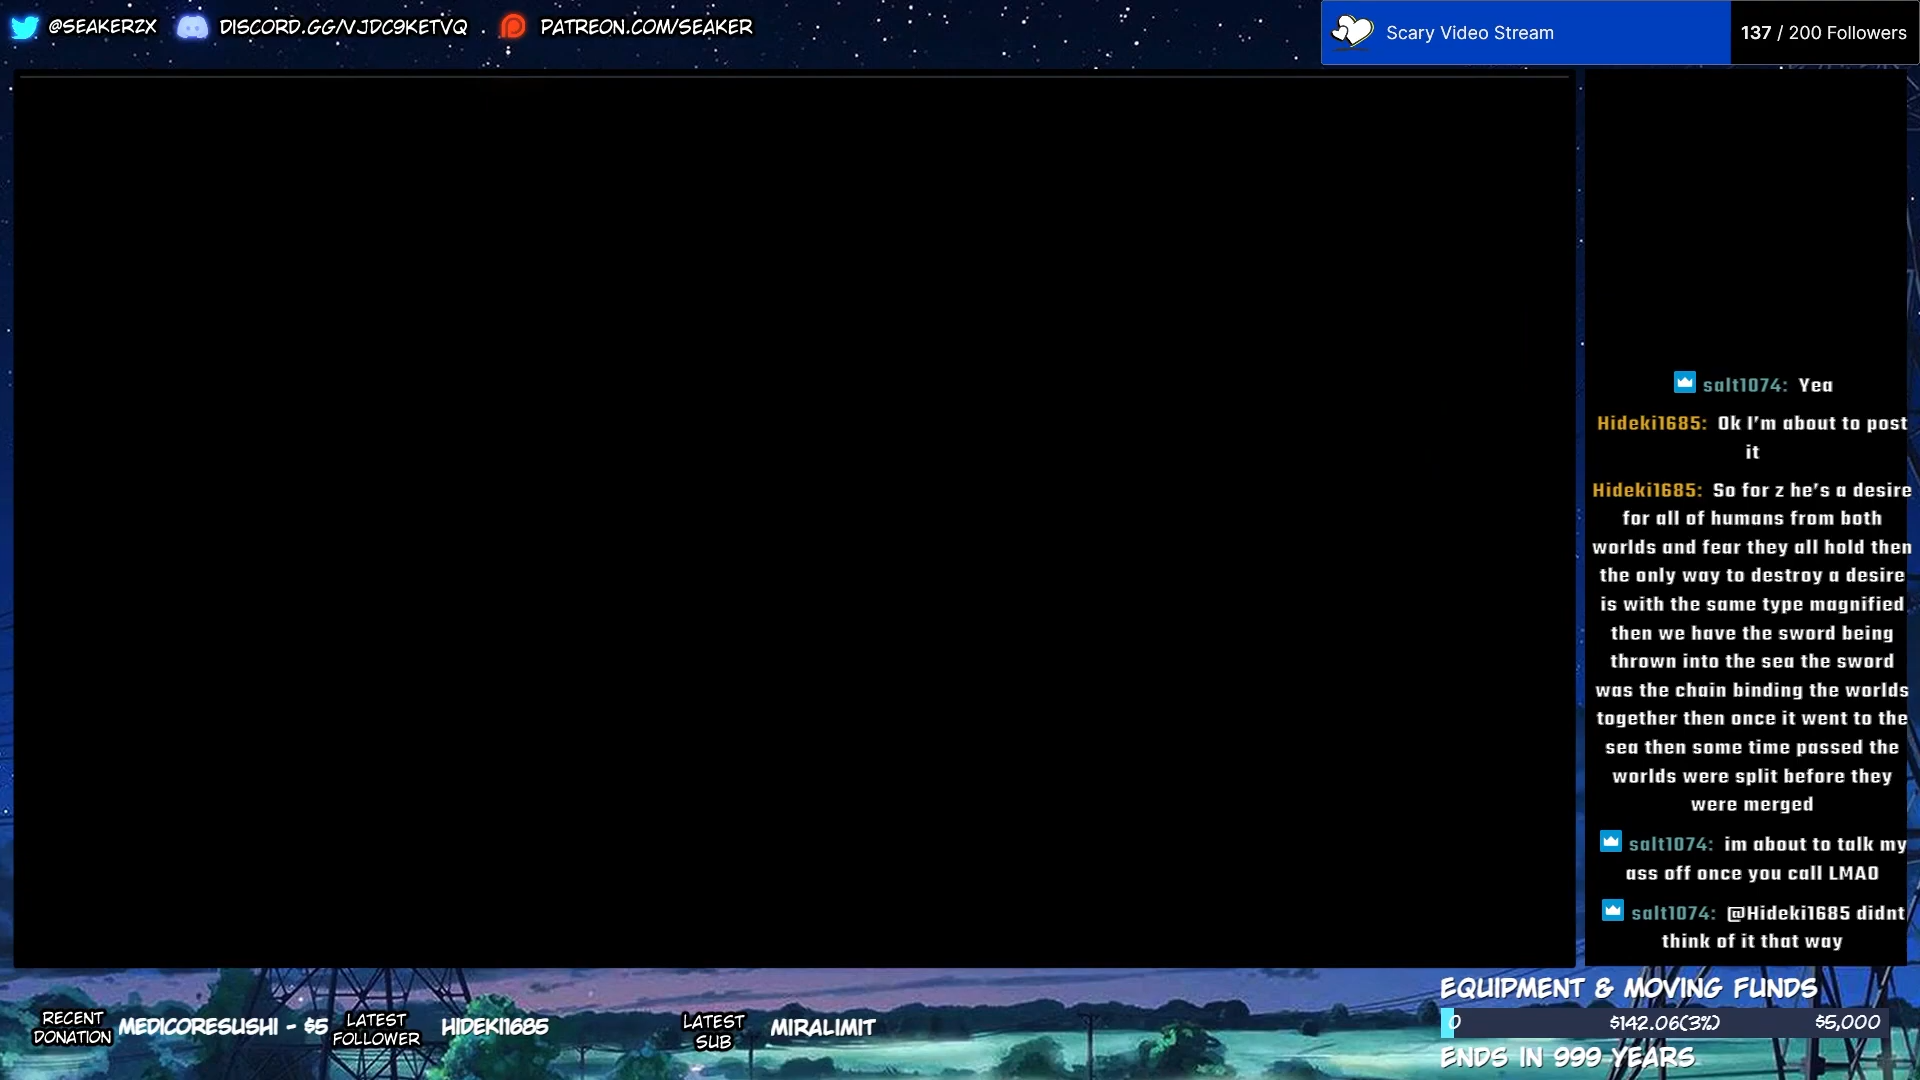 @SEAKERZX DISCORD.GG/VJDC9KETVQ PATREON.COM/SEAKER
Scary Video Stream 137 / 200 Followers
salt1074: Yea
Hideki1685: Ok I'm about to post
it
Hideki1685: So for z he's a desire
for all of humans from both
worlds and fear they all hold then
the only way to destroy a desire
is with the same type magnified
then we have the sword being
thrown into the sea the sword
was the chain binding the worlds
together then once it went to the
sea then some time passed the
worlds were split before they
were merged
salt1074: im about to talk my
ass off once you call LMAO
salt1074: @Hideki1685 didnt
think of it that way
RECENT
DONATION MEDICORESUSHI - $5
LATEST
FOLLOWER HIDEKI1685
LATEST
SUB MIRALIMIT
EQUIPMENT & MOVING FUNDS
0 $142.06(3%) $5,000
ENDS IN 999 YEARS